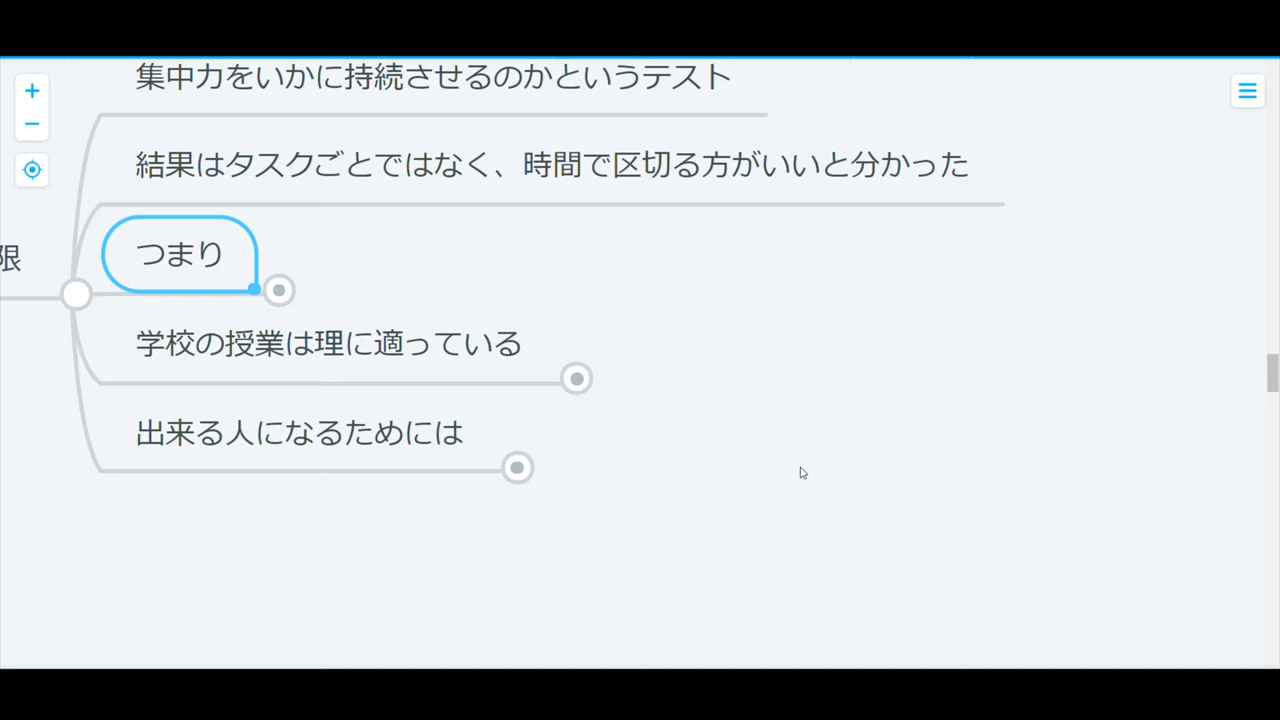 集中力をいかに持続させるのかというテスト
結果はタスクごとではなく、時間で区切る方がいいと分かった
限
つまり
学校の授業は理に適っている
出来る人になるためには